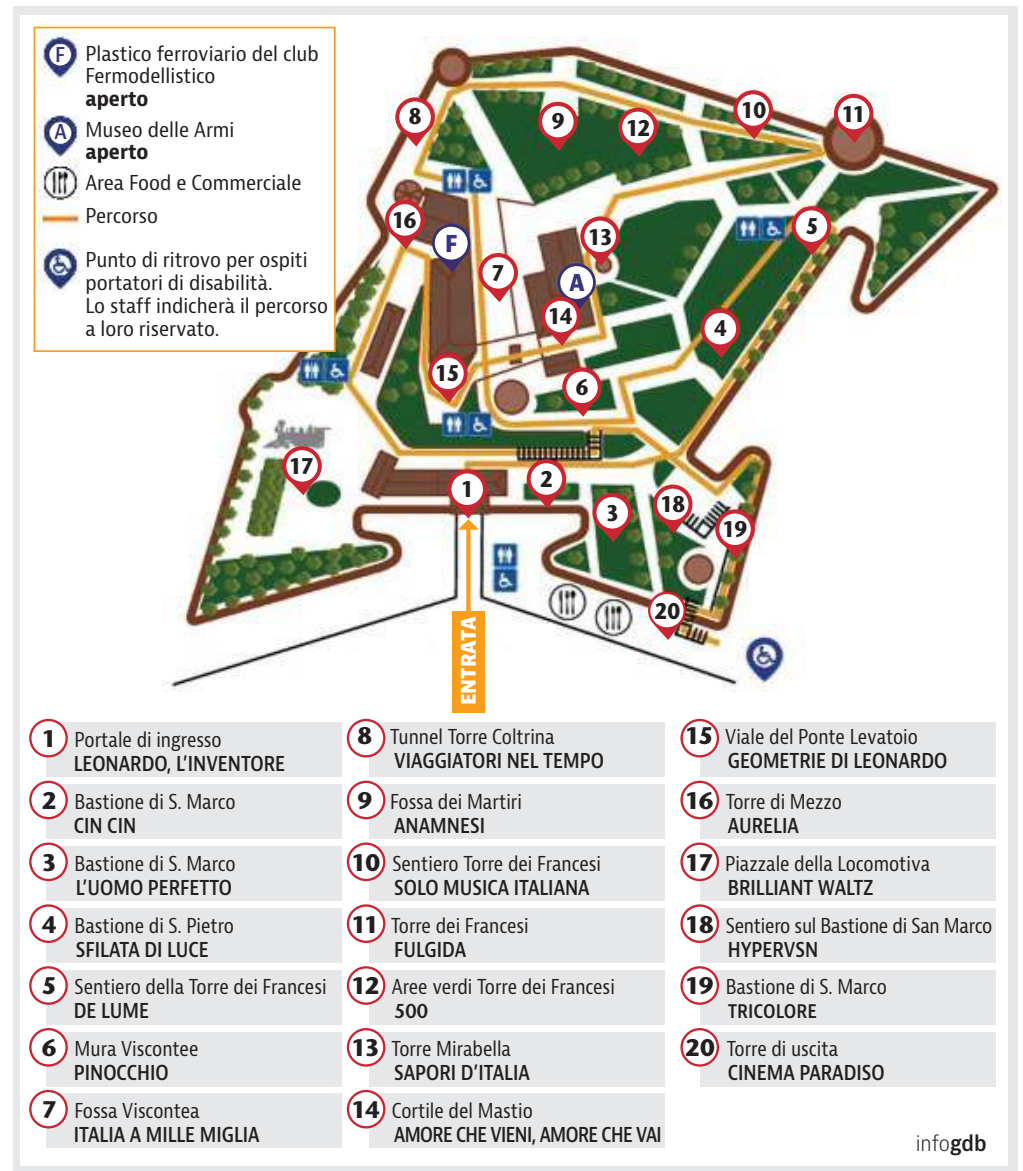 F
Plastico ferroviario del club
Fermodellistico
aperto
A
Museo delle Armi
aperto
Area Food e Commerciale
Percorso
Punto di ritrovo per ospiti
portatori di disabilità.
Lo staff indicherà il percorso
a loro riservato.
8
9
12
10
11
16
F
7
13
A
14
5
4
15
6
17
1
2
3
18
19
20
ENTRATA
1 Portale di ingresso
LEONARDO, L'INVENTORE
2 Bastione di S. Marco
CIN CIN
3 Bastione di S. Marco
L'UOMO PERFETTO
4 Bastione di S. Pietro
SFILATA DI LUCE
5 Sentiero della Torre dei Francesi
DE LUME
6 Mura Viscontee
PINOCCHIO
7 Fossa Viscontea
ITALIA A MILLE MIGLIA
8 Tunnel Torre Coltrina
VIAGGIATORI NEL TEMPO
9 Fossa dei Martiri
ANAMNESI
10 Sentiero Torre dei Francesi
SOLO MUSICA ITALIANA
11 Torre dei Francesi
FULGIDA
12 Aree verdi Torre dei Francesi
500
13 Torre Mirabella
SAPORI D'ITALIA
14 Cortile del Mastio
AMORE CHE VIENI, AMORE CHE VAI
15 Viale del Ponte Levatoio
GEOMETRIE DI LEONARDO
16 Torre di Mezzo
AURELIA
17 Piazzale della Locomotiva
BRILLIANT WALTZ
18 Sentiero sul Bastione di San Marco
HYPERVSN
19 Bastione di S. Marco
TRICOLORE
20 Torre di uscita
CINEMA PARADISO
infogdb